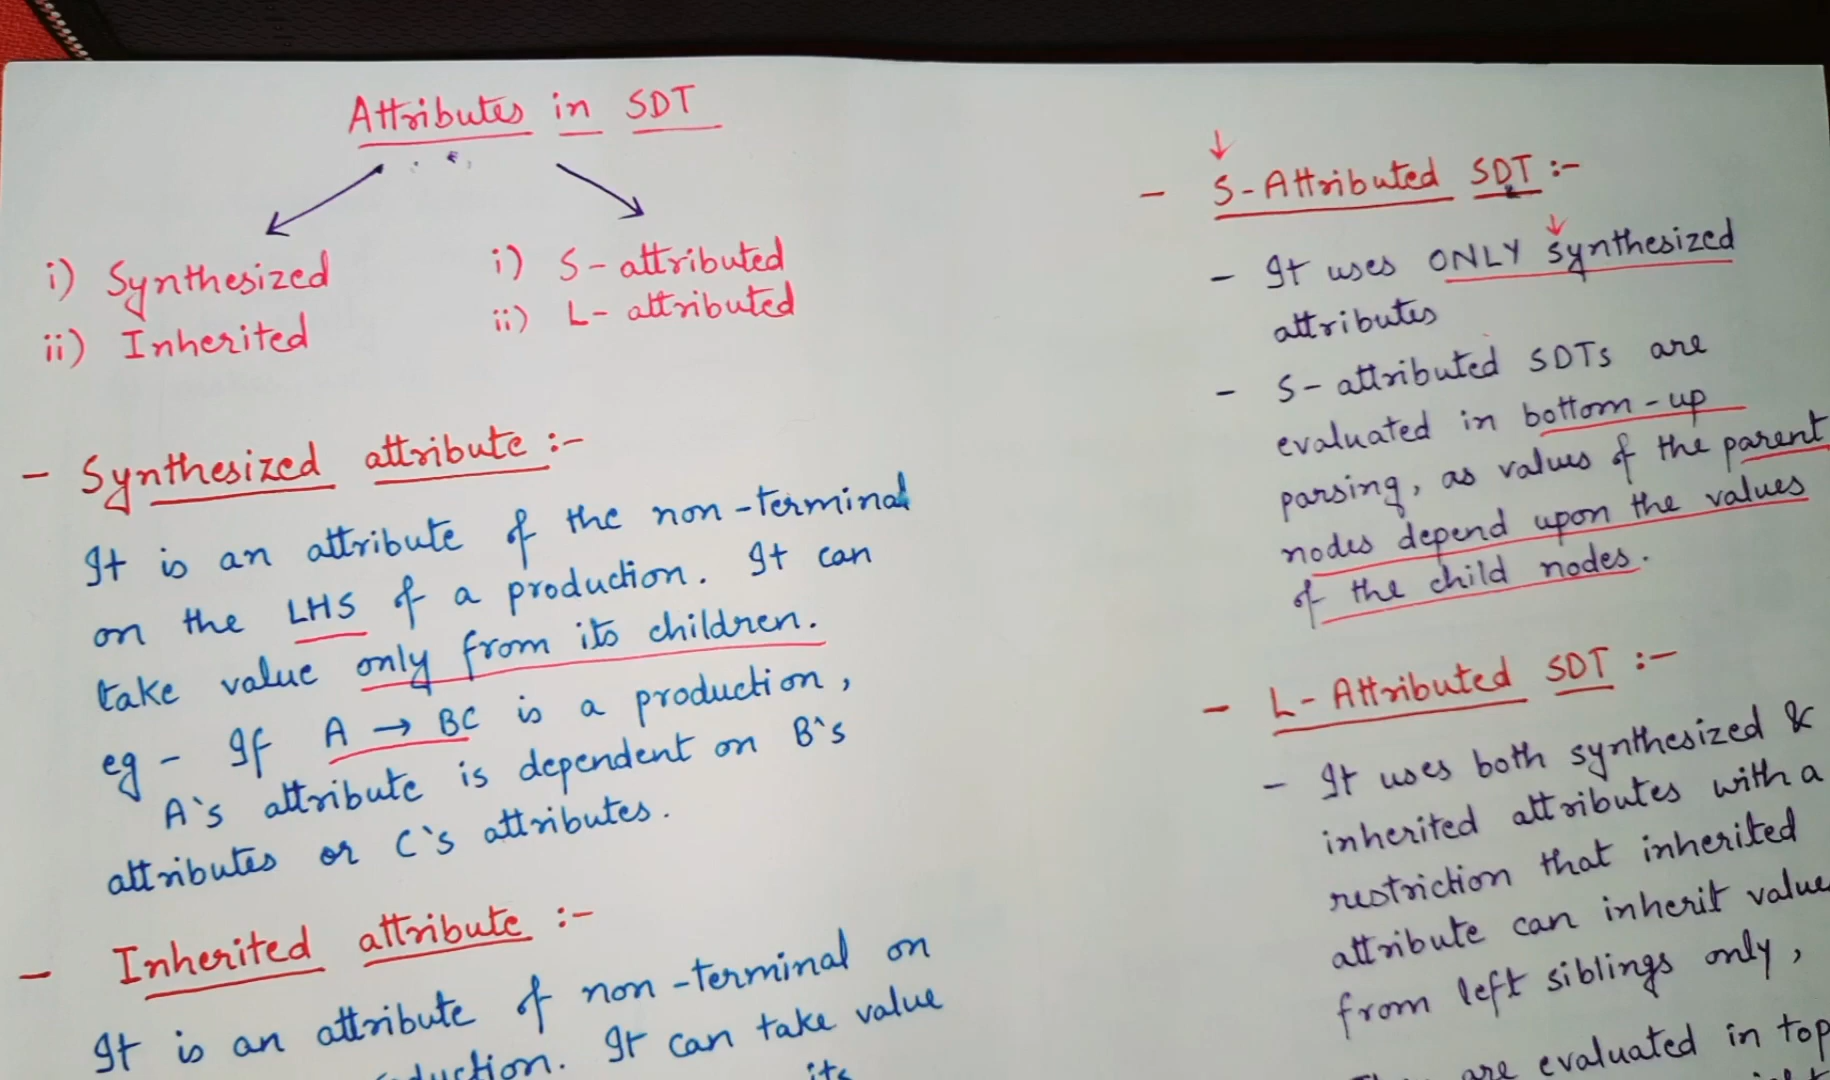 Attributes in SDT
i) Synthesized
ii) Inherited
i) S-attributed
ii) L-attributed
- Synthesized attribute :-
It is an attribute of the non-terminal
on the LHS of a production. It can
take value only from its children.
eg - If A → BC is a production,
A's attribute is dependent on B's
attributes or C's attributes.
- Inherited attribute :-
It is an attribute of non-terminal on
It can take value
its
- S-Attributed SDT :-
- It uses ONLY synthesized
attributes
- S-attributed SDTs are
evaluated in bottom-up
parsing, as values of the parent
nodes depend upon the values
of the child nodes.
- L-Attributed SDT :-
- It uses both synthesized &
inherited attributes with a
restriction that inherited
attribute can inherit value
from left siblings only,
are evaluated in top